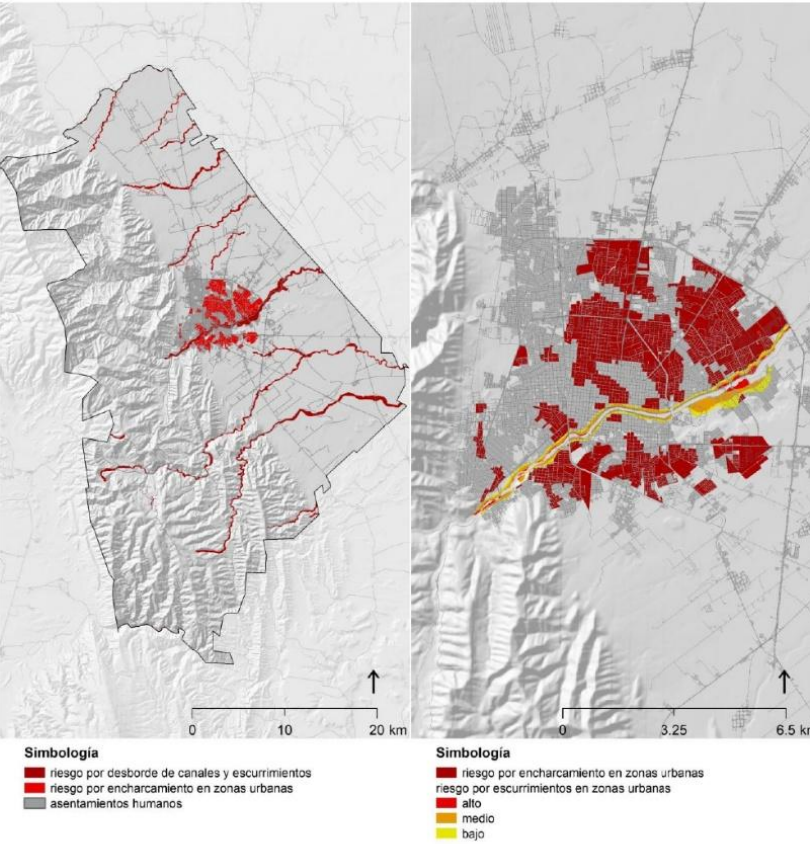 0 10 20 km
0 3.25 6.5 km
Simbología
riesgo por desborde de canales y escurrimientos
riesgo por encharcamiento en zonas urbanas
asentamientos humanos
Simbología
riesgo por encharcamiento en zonas urbanas
riesgo por escurrimientos en zonas urbanas
alto
medio
bajo